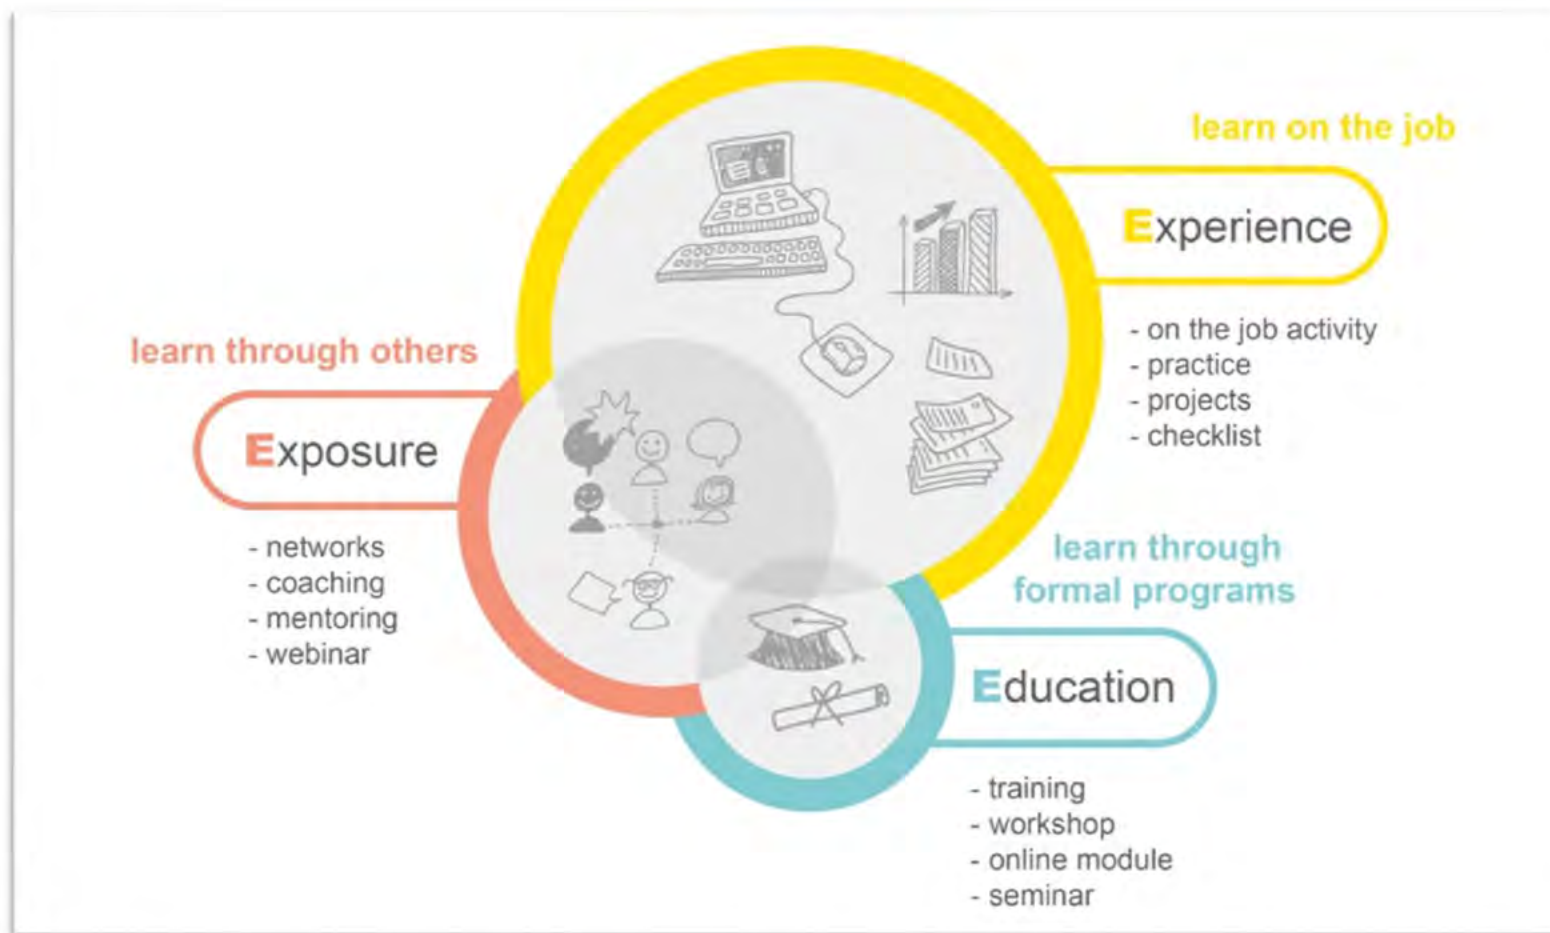 learn on the job
Experience
- on the job activity
- practice
- projects
- checklist
learn through others
Exposure
- networks
- coaching
- mentoring
- webinar
learn through
formal programs
Education
- training
- workshop
- online module
- seminar